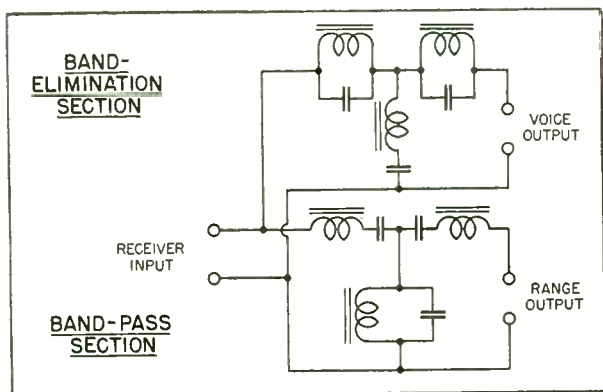 BAND-
ELIMINATION
SECTION
VOICE
OUTPUT
RECEIVER
INPUT
RANGE
OUTPUT
BAND-PASS
SECTION